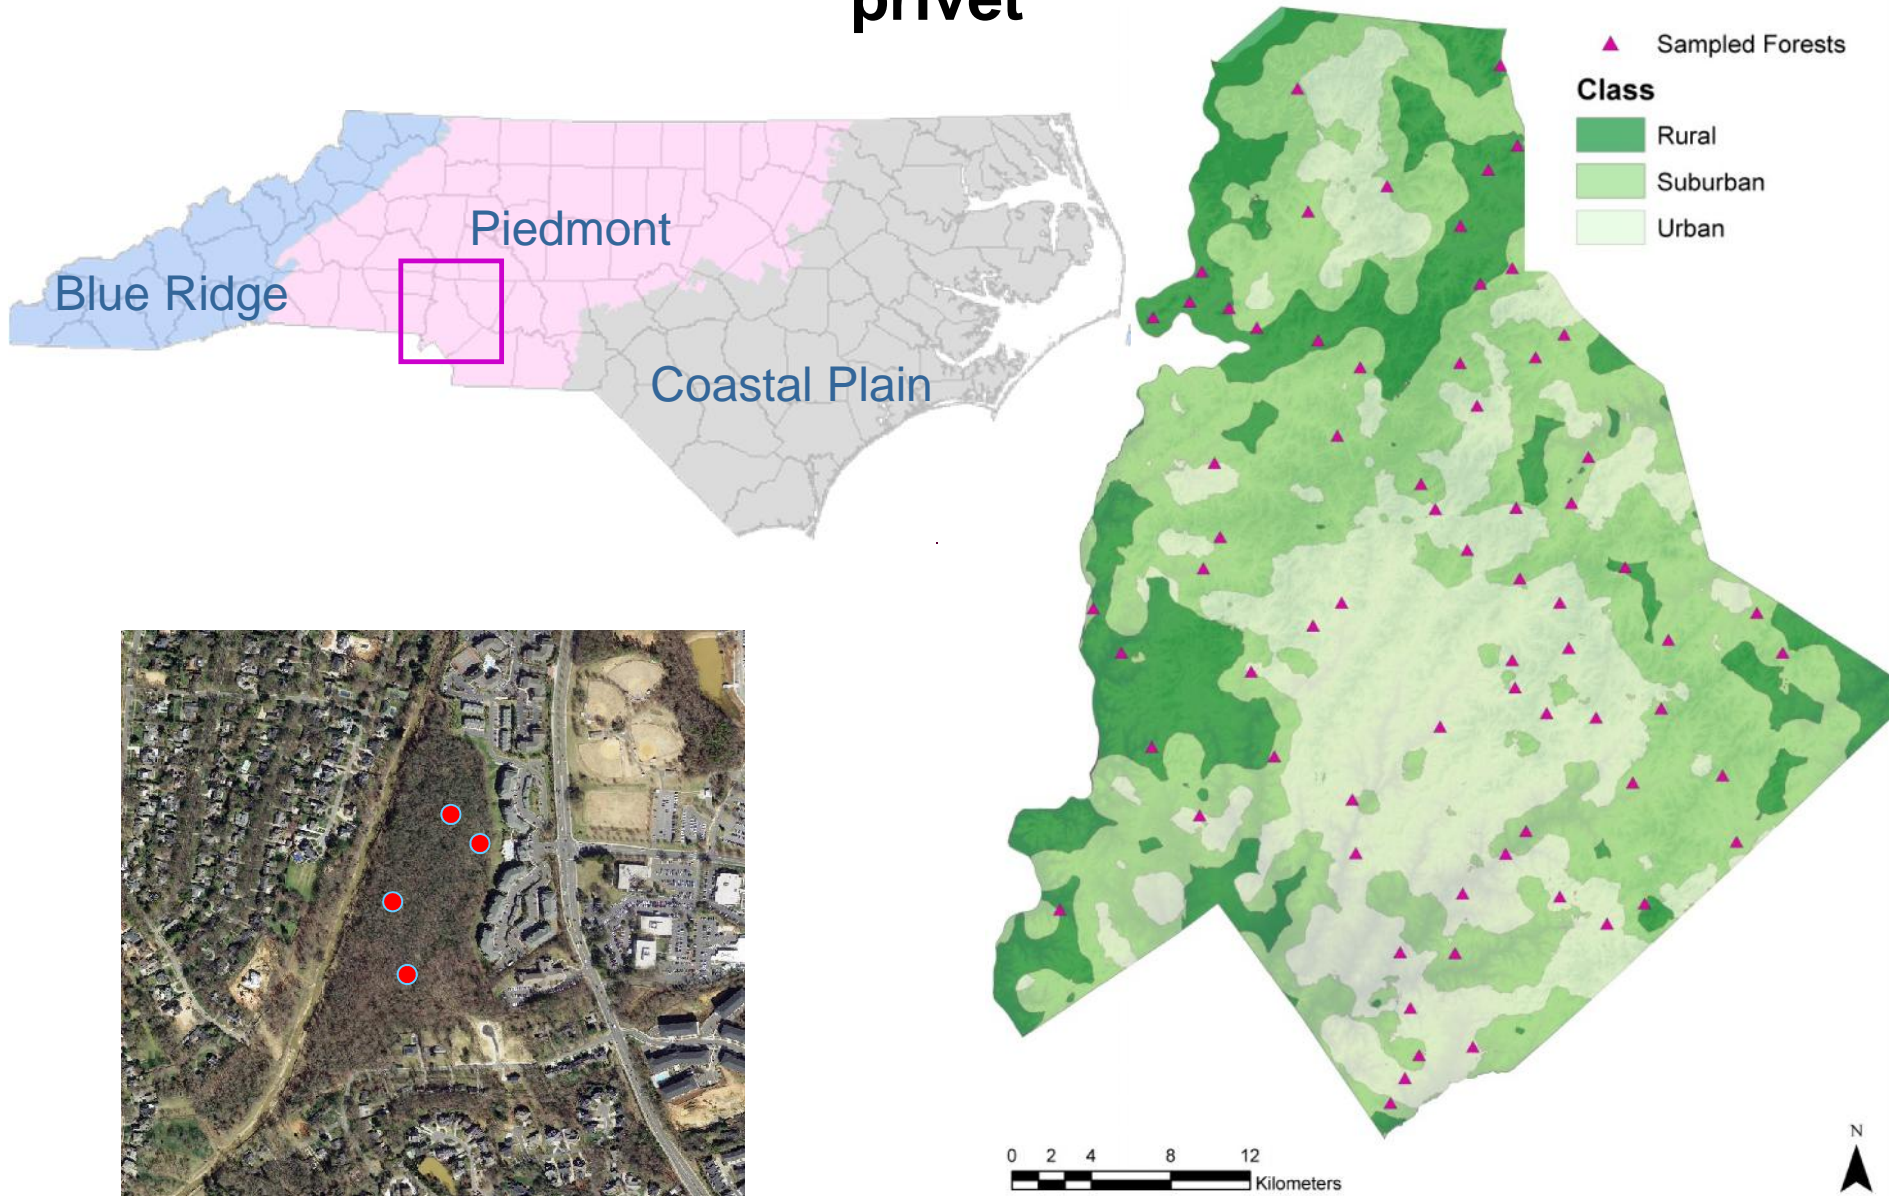 privet
Sampled Forests
Class
Rural
Suburban
Urban
Piedmont
Blue Ridge
Coastal Plain
0 2 4 8 12
Kilometers
N